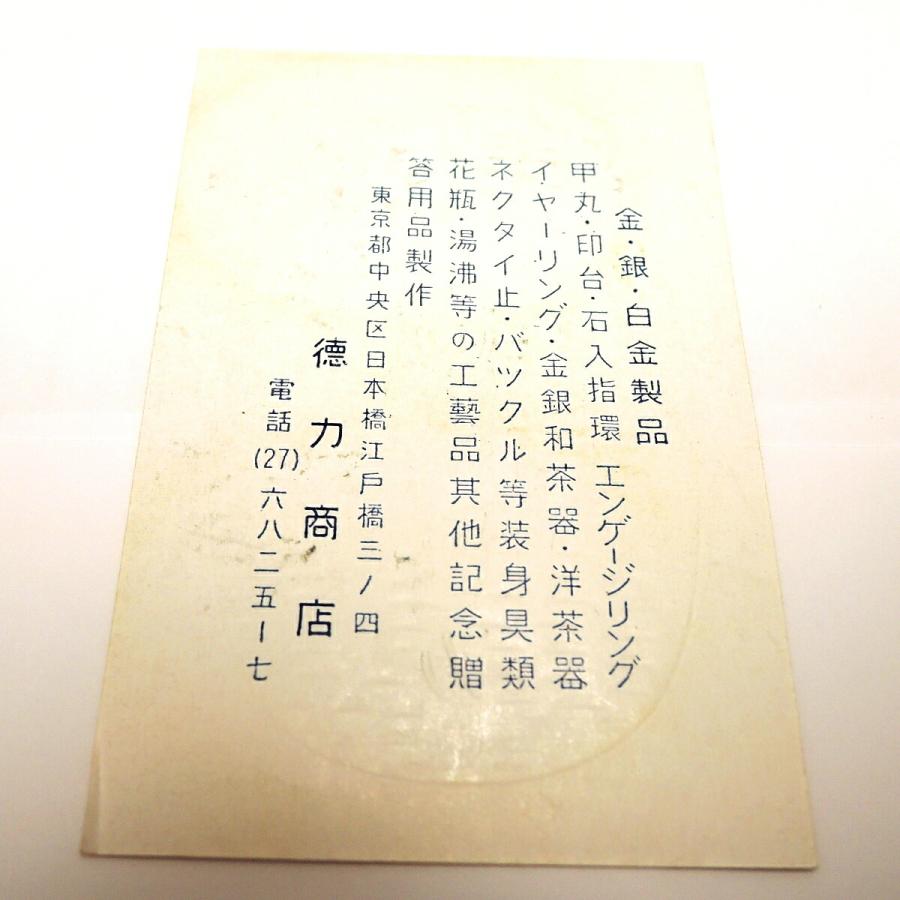 金・銀・白金製品
甲丸・印台・石入指環 エンゲージリング
イヤーリング・金銀和茶器・洋茶器
ネクタイ止・バツクル等装身具類
花瓶・湯沸等の工藝品其他記念贈
答用品製作
東京都中央区日本橋江戸橋三ノ四
德力商店
電話(27)六八二五ー七